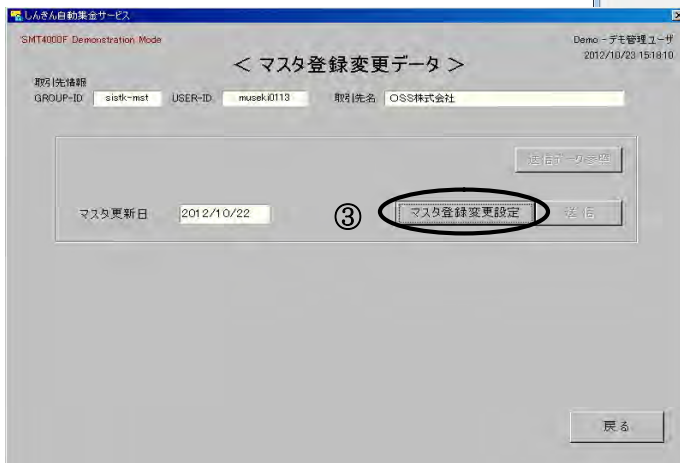 しんきん自動集金サービス
SMT4000F Demonstration Mode
Demo - デモ管理ユーザ
2012/10/23 15:18:10
< マスタ登録変更データ >
取引先情報
GROUP-ID sistk-mst USER-ID museki0113 取引先名 OSS株式会社
送信データ参照
マスタ更新日 2012/10/22 ③ マスタ登録変更設定 送信
戻る